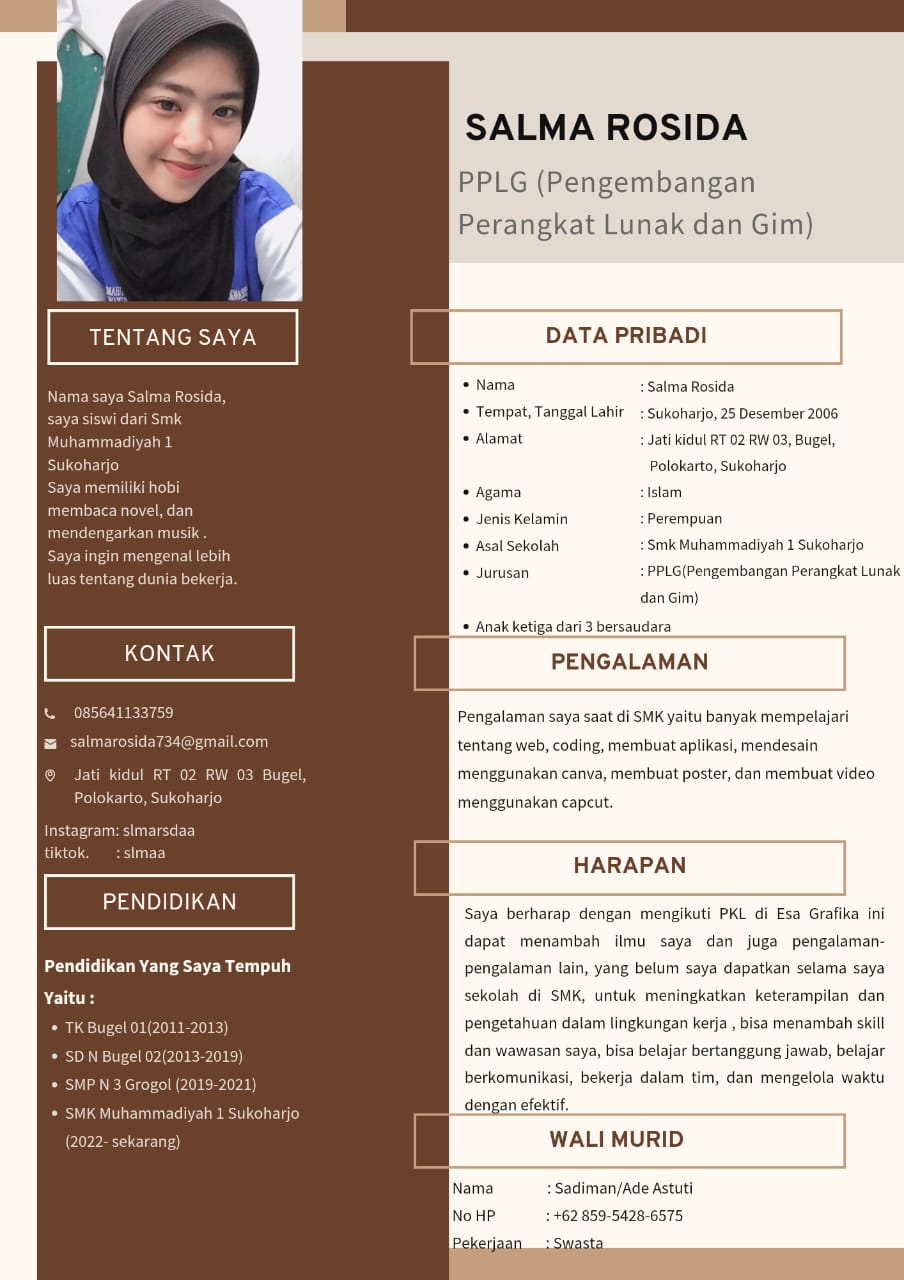 SALMA ROSIDA
PPLG (Pengembangan
Perangkat Lunak dan Gim)
TENTANG SAYA
Nama saya Salma Rosida,
saya siswi dari Smk
Muhammadiyah 1
Sukoharjo
Saya memiliki hobi
membaca novel, dan
mendengarkan musik .
Saya ingin mengenal lebih
luas tentang dunia bekerja.
KONTAK
085641133759
salmarosida734@gmail.com
Jati kidul RT 02 RW 03 Bugel,
Polokarto, Sukoharjo
Instagram: slmarsdaa
tiktok. : slmaa
PENDIDIKAN
Pendidikan Yang Saya Tempuh
Yaitu :
• TK Bugel 01(2011-2013)
• SD N Bugel 02(2013-2019)
• SMP N 3 Grogol (2019-2021)
• SMK Muhammadiyah 1 Sukoharjo
(2022- sekarang)
DATA PRIBADI
• Nama : Salma Rosida
• Tempat, Tanggal Lahir : Sukoharjo, 25 Desember 2006
• Alamat : Jati kidul RT 02 RW 03, Bugel,
Polokarto, Sukoharjo
• Agama : Islam
• Jenis Kelamin : Perempuan
• Asal Sekolah : Smk Muhammadiyah 1 Sukoharjo
• Jurusan : PPLG(Pengembangan Perangkat Lunak
dan Gim)
• Anak ketiga dari 3 bersaudara
PENGALAMAN
Pengalaman saya saat di SMK yaitu banyak mempelajari
tentang web, coding, membuat aplikasi, mendesain
menggunakan canva, membuat poster, dan membuat video
menggunakan capcut.
HARAPAN
Saya berharap dengan mengikuti PKL di Esa Grafika ini
dapat menambah ilmu saya dan juga pengalaman-
pengalaman lain, yang belum saya dapatkan selama saya
sekolah di SMK, untuk meningkatkan keterampilan dan
pengetahuan dalam lingkungan kerja , bisa menambah skill
dan wawasan saya, bisa belajar bertanggung jawab, belajar
berkomunikasi, bekerja dalam tim, dan mengelola waktu
dengan efektif.
WALI MURID
Nama : Sadiman/Ade Astuti
No HP : +62 859-5428-6575
Pekerjaan : Swasta